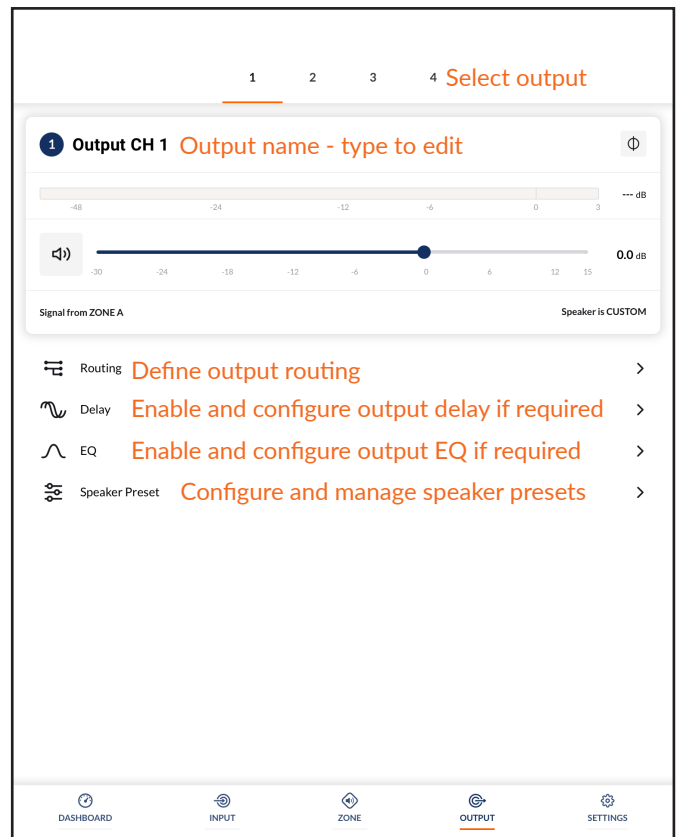 1 2 3 4 Select output
1 Output CH 1 Output name - type to edit
--- dB
-48 -24 -12 -6 0 3
0.0 dB
-30 -24 -18 -12 -6 0 6 12 15
Signal from ZONE A Speaker is CUSTOM
Routing Define output routing
Delay Enable and configure output delay if required
EQ Enable and configure output EQ if required
Speaker Preset Configure and manage speaker presets
DASHBOARD INPUT ZONE OUTPUT SETTINGS